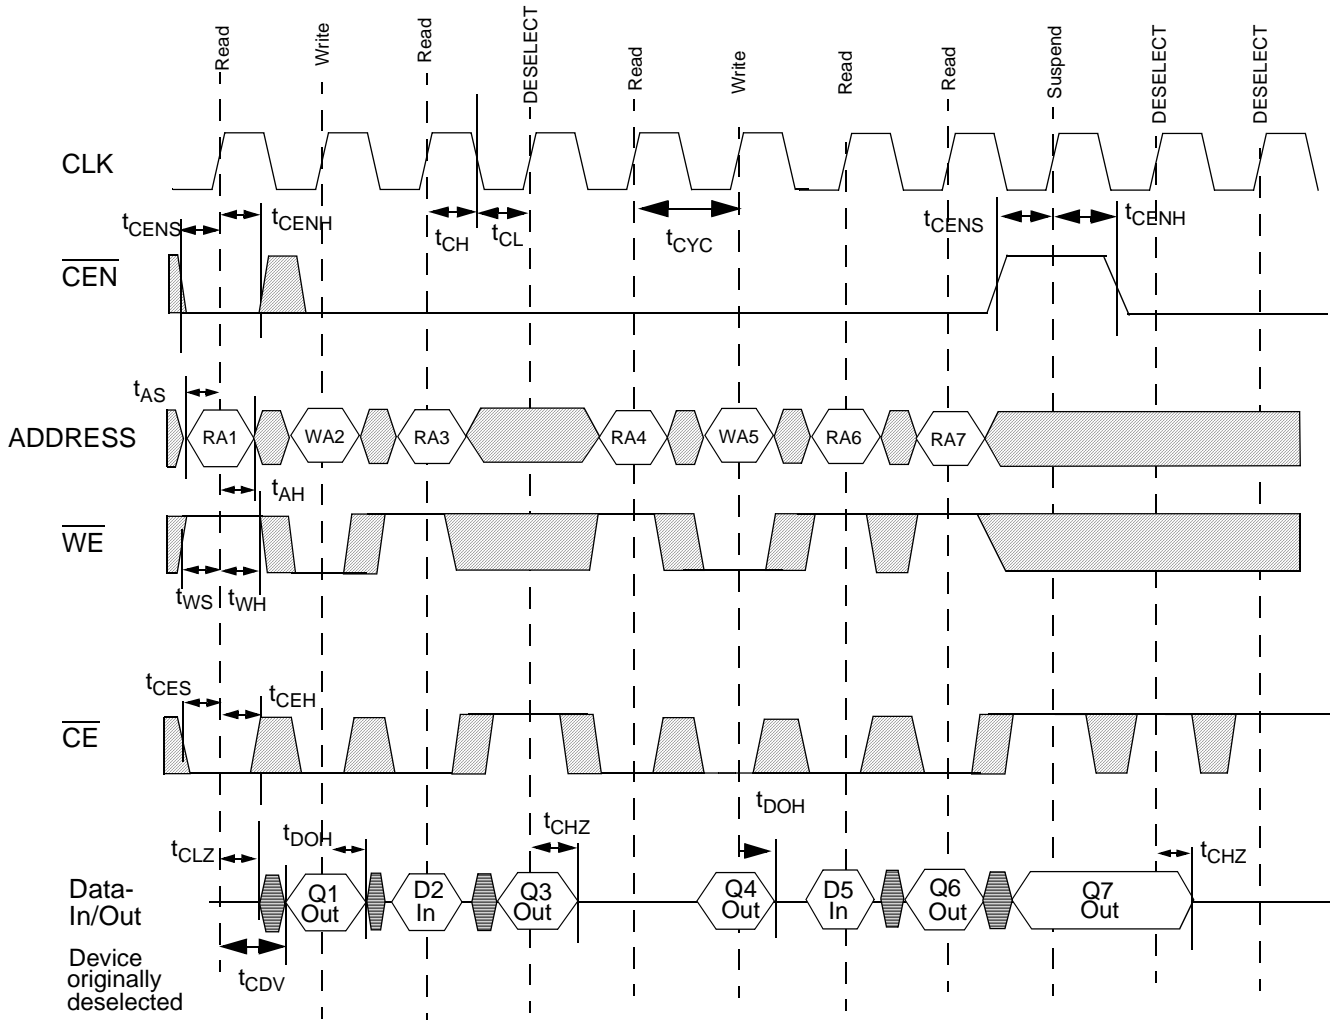 Read
Write
Read
DESELECT
Read
Write
Read
Read
Suspend
DESELECT
DESELECT
CLK
tCENS
tCENH
tCH
tCL
tCYC
tCENS
tCENH
CEN
tAS
ADDRESS
RA1
WA2
RA3
RA4
WA5
RA6
RA7
tAH
WE
tWS
tWH
tCES
tCEH
CE
tDOH
tCLZ
tDOH
tCHZ
tCHZ
Data-
In/Out
Q1
Out
D2
In
Q3
Out
Q4
Out
D5
In
Q6
Out
Q7
Out
Device
originally
deselected
tCDV